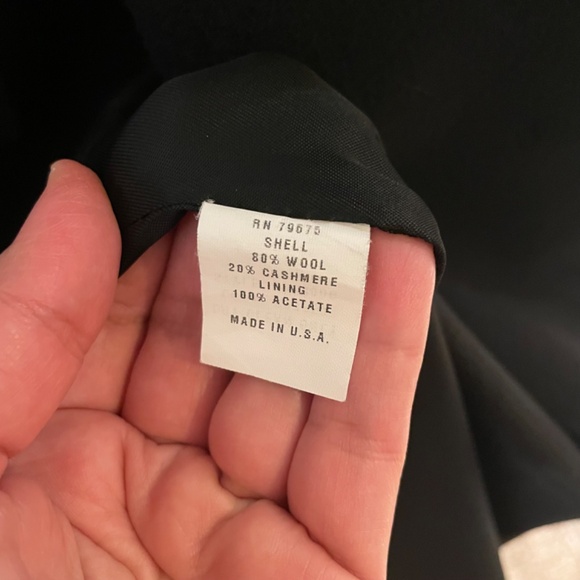 RN 79675
SHELL
80% WOOL
20% CASHMERE
LINING
100% ACETATE
MADE IN U.S.A.